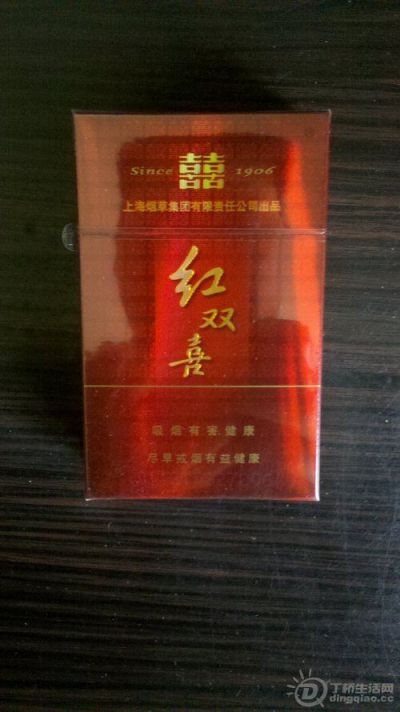 Since 囍 1906
上海烟草集团有限责任公司出品
红
双
喜
吸烟有害健康
尽早戒烟有益健康
丁桥生活网
dingqiao.cc